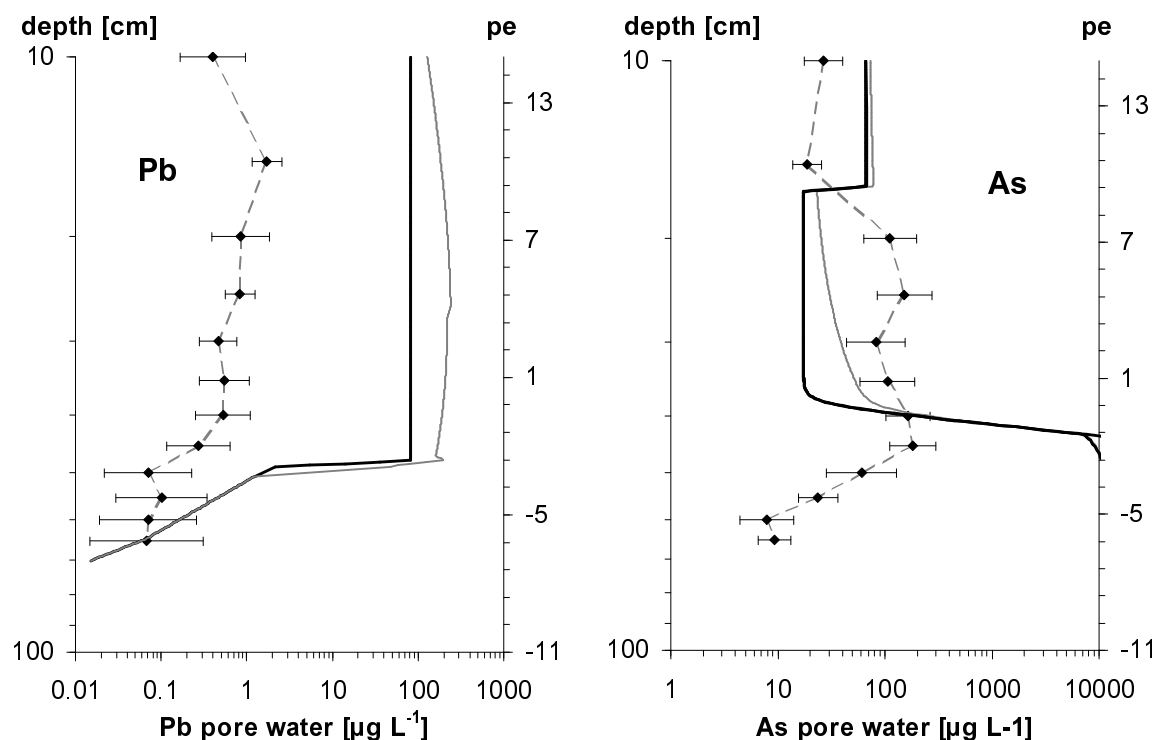 depth [cm] pe
10
13
Pb
7
1
-5
100 -11
0.01 0.1 1 10 100 1000
Pb pore water [µg L-1]
depth [cm] pe
10
13
As
7
1
-5
100 -11
1 10 100 1000 10000
As pore water [µg L-1]